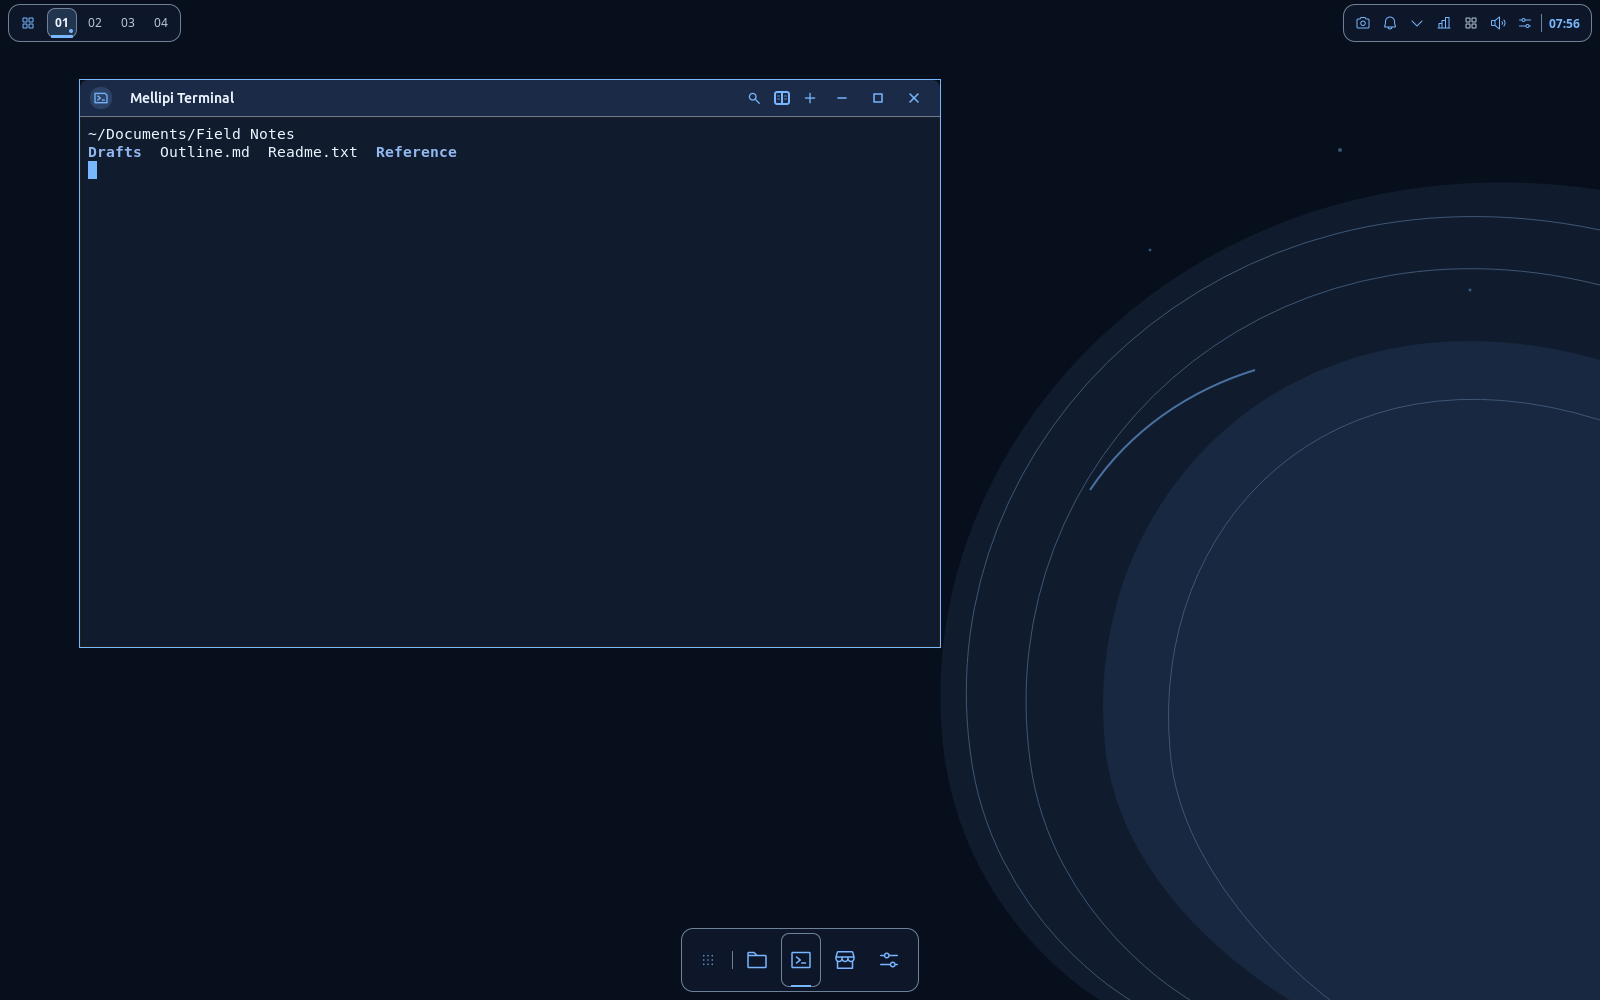 01 02 03 04
07:56
Mellipi Terminal
~/Documents/Field Notes
Drafts  Outline.md  Readme.txt  Reference